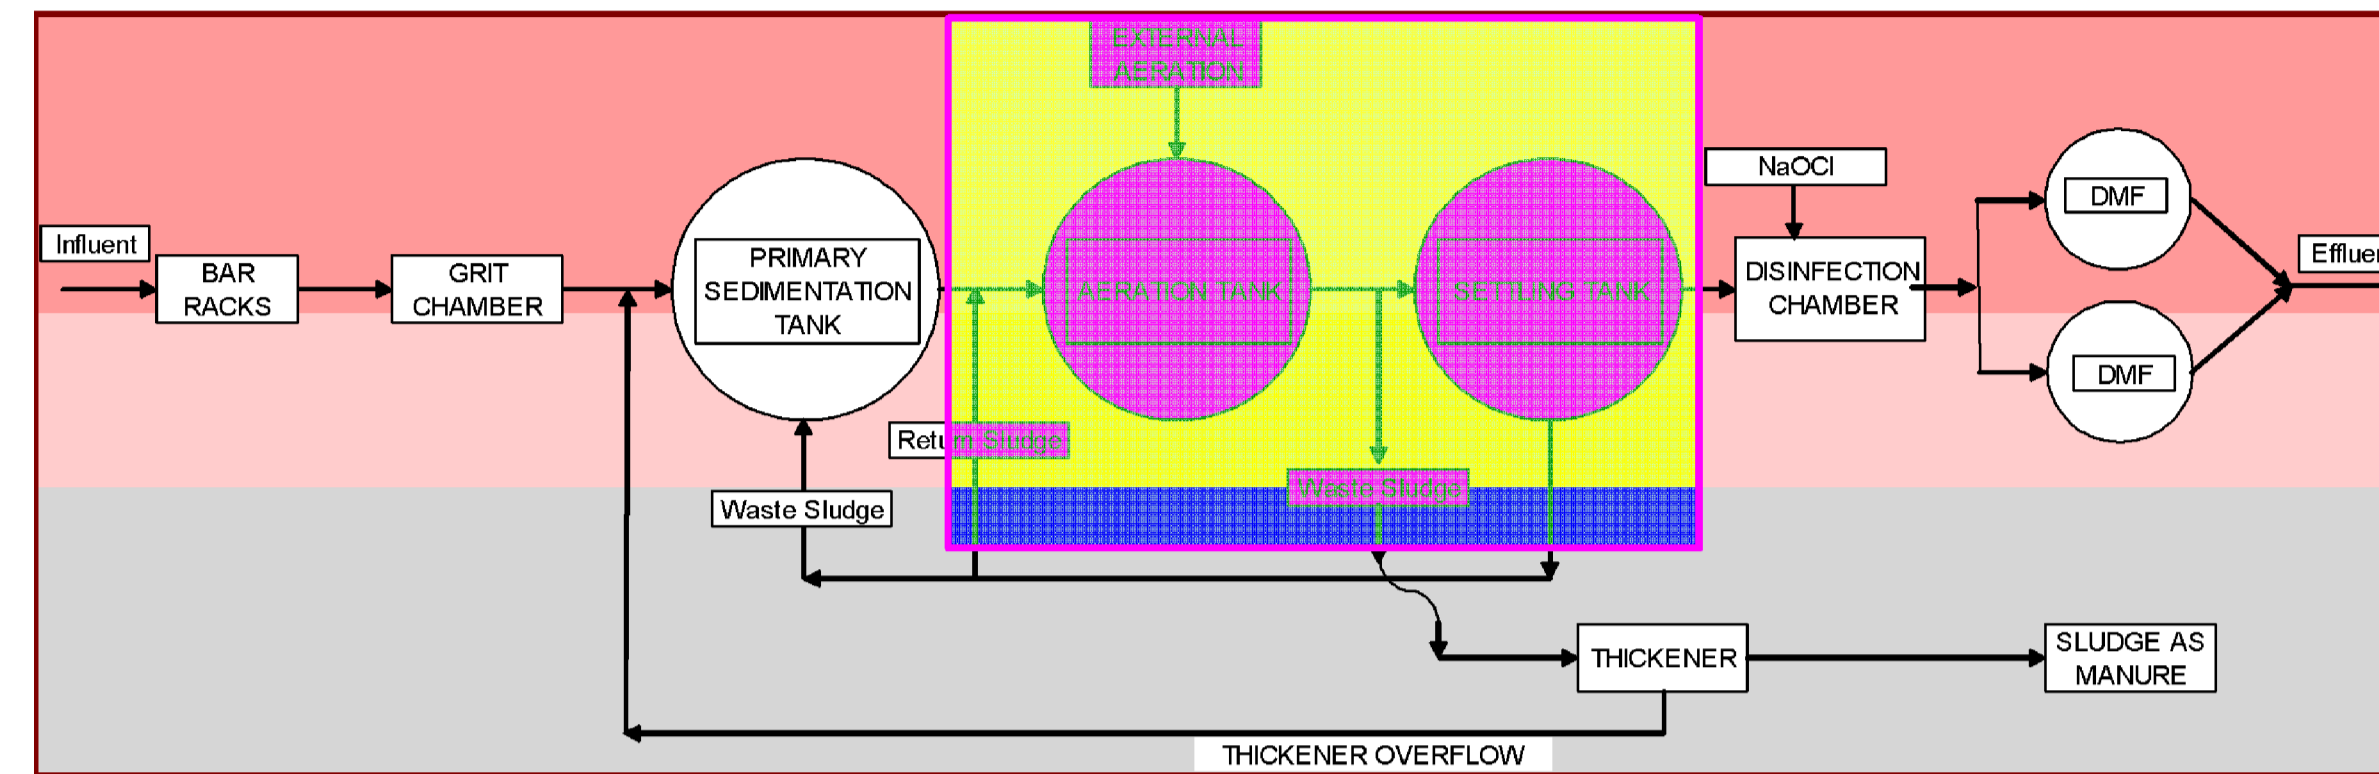 EXTERNAL
AERATION
NaOCl
DMF
Influent
Effluer
BAR
RACKS
GRIT
CHAMBER
PRIMARY
SEDIMENTATION
TANK
AERATION TANK
SETTLING TANK
DISINFECTION
CHAMBER
DMF
Return Sludge
Waste Sludge
Waste Sludge
THICKENER
SLUDGE AS
MANURE
THICKENER OVERFLOW